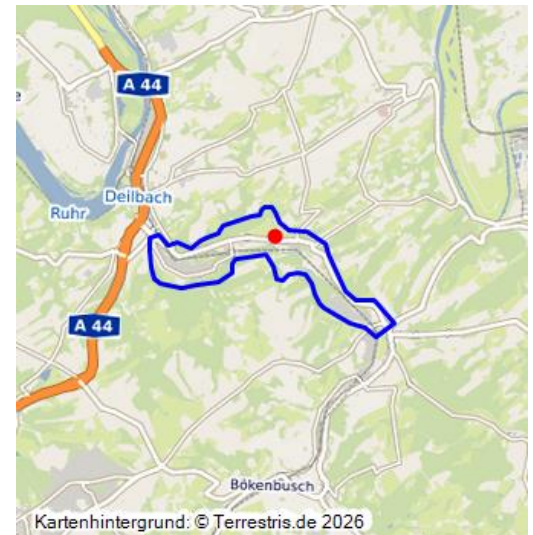 A 44
e
Deilbach
Ruhr
A 44
Bökenbusch
Kartenhintergrund: © Terrestris.de 2026